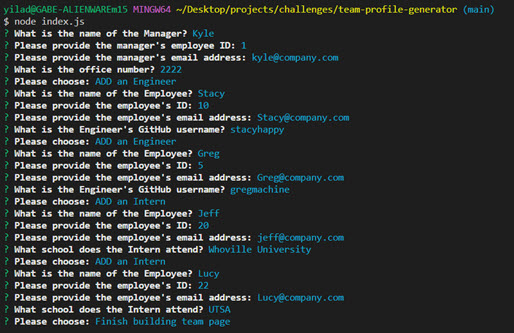 yilad@GABE-ALIENWAREm15 MINGW64 ~/Desktop/projects/challenges/team-profile-generator (main)
$ node index.js
? What is the name of the Manager? Kyle
? Please provide the manager's employee ID: 1
? Please provide the manager's email address: kyle@company.com
? What is the office number? 2222
? Please choose: ADD an Engineer
? What is the name of the Employee? Stacy
? Please provide the employee's ID: 10
? Please provide the employee's email address: Stacy@company.com
? What is the Engineer's GitHub username? stacyhappy
? Please choose: ADD an Engineer
? What is the name of the Employee? Greg
? Please provide the employee's ID: 5
? Please provide the employee's email address: Greg@company.com
? What is the Engineer's GitHub username? gregmachine
? Please choose: ADD an Intern
? What is the name of the Employee? Jeff
? Please provide the employee's ID: 20
? Please provide the employee's email address: jeff@company.com
? What school does the Intern attend? Whoville University
? Please choose: ADD an Intern
? What is the name of the Employee? Lucy
? Please provide the employee's ID: 22
? Please provide the employee's email address: Lucy@company.com
? What school does the Intern attend? UTSA
? Please choose: Finish building team page